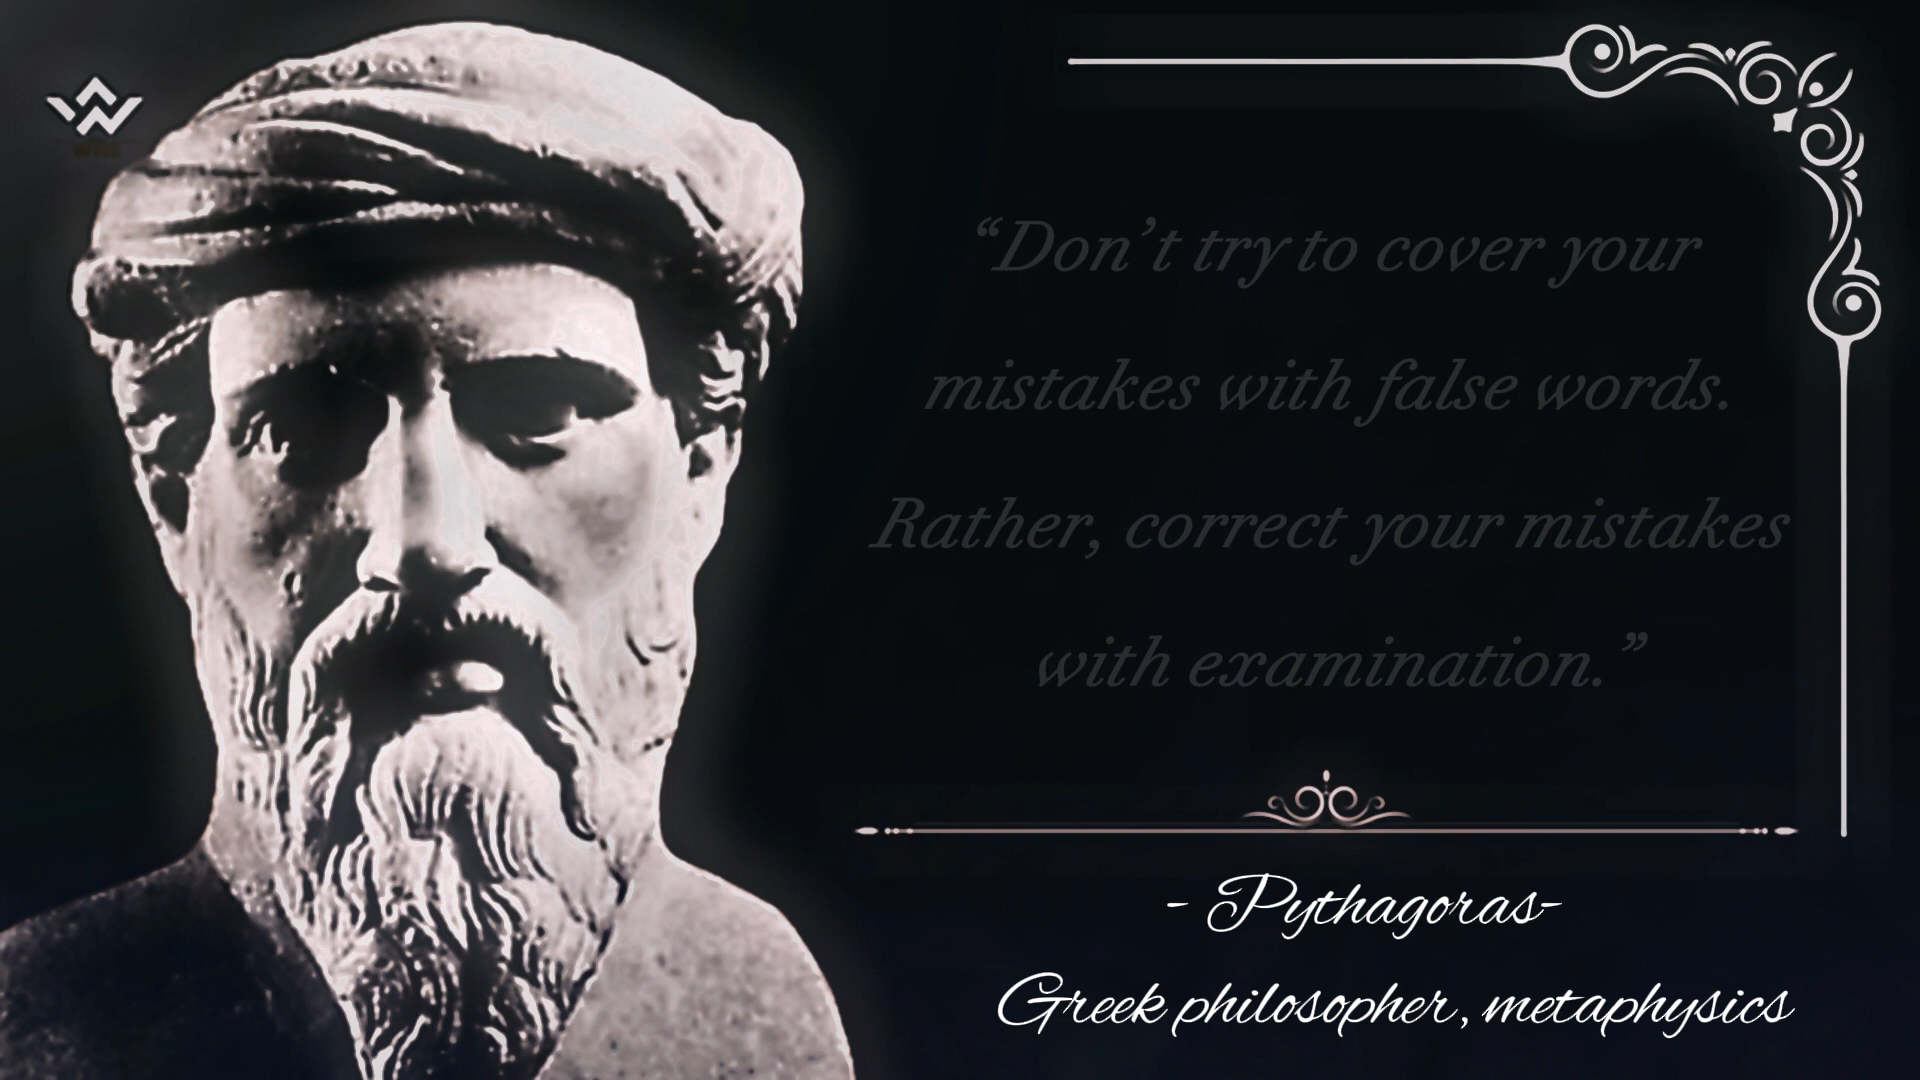 “Don’t try to cover your
mistakes with false words.
Rather, correct your mistakes
with examination.”
- Pythagoras-
Greek philosopher, metaphysics